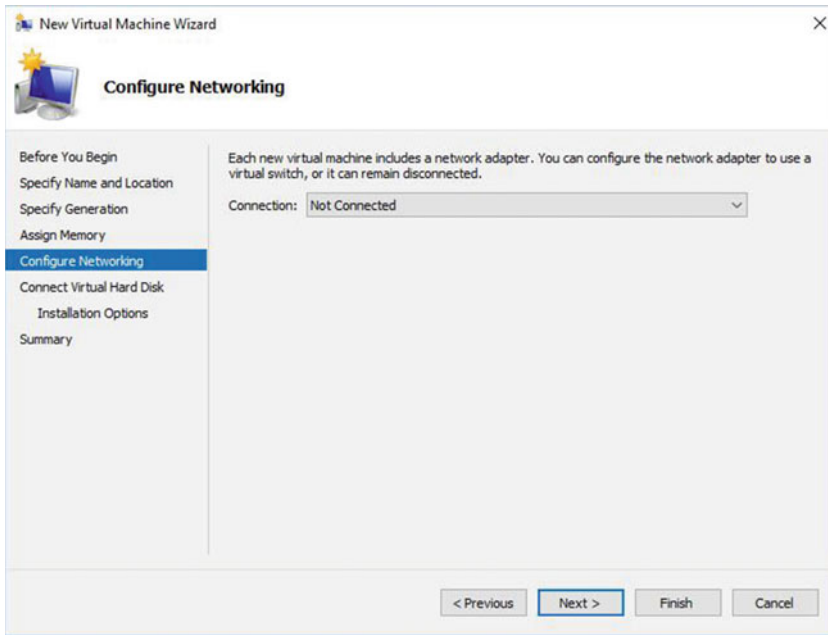 New Virtual Machine Wizard
Configure Networking
Before You Begin
Specify Name and Location
Specify Generation
Assign Memory
Configure Networking
Connect Virtual Hard Disk
Installation Options
Summary
Each new virtual machine includes a network adapter. You can configure the network adapter to use a
virtual switch, or it can remain disconnected.
Connection: Not Connected
< Previous Next > Finish Cancel